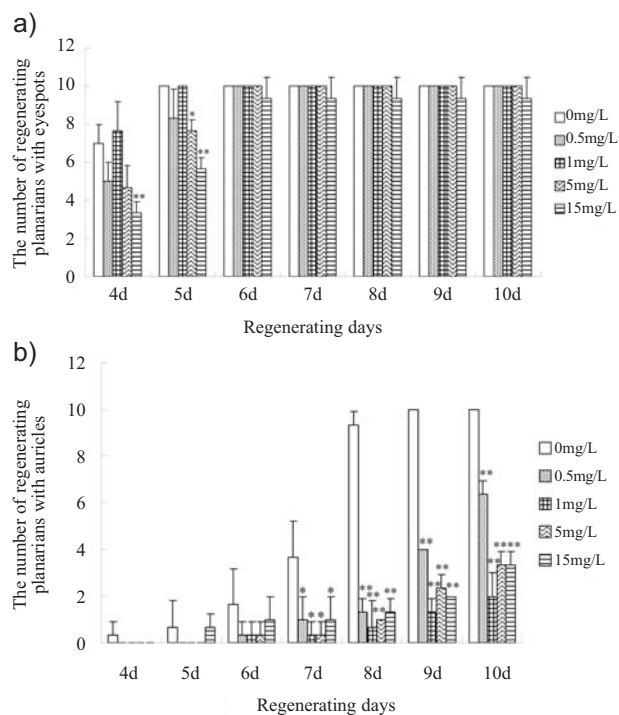 a)
The number of regenerating
planarians with eyespots
12
10
8
6
4
2
0
** * **
0mg/L
0.5mg/L
1mg/L
5mg/L
15mg/L
4d 5d 6d 7d 8d 9d 10d
Regenerating days
b)
The number of regenerating
planarians with auricles
12
10
8
6
4
2
0
* * * * ** ** ** ** ** ** ** ** ** ** ** **
0mg/L
0.5mg/L
1mg/L
5mg/L
15mg/L
4d 5d 6d 7d 8d 9d 10d
Regenerating days